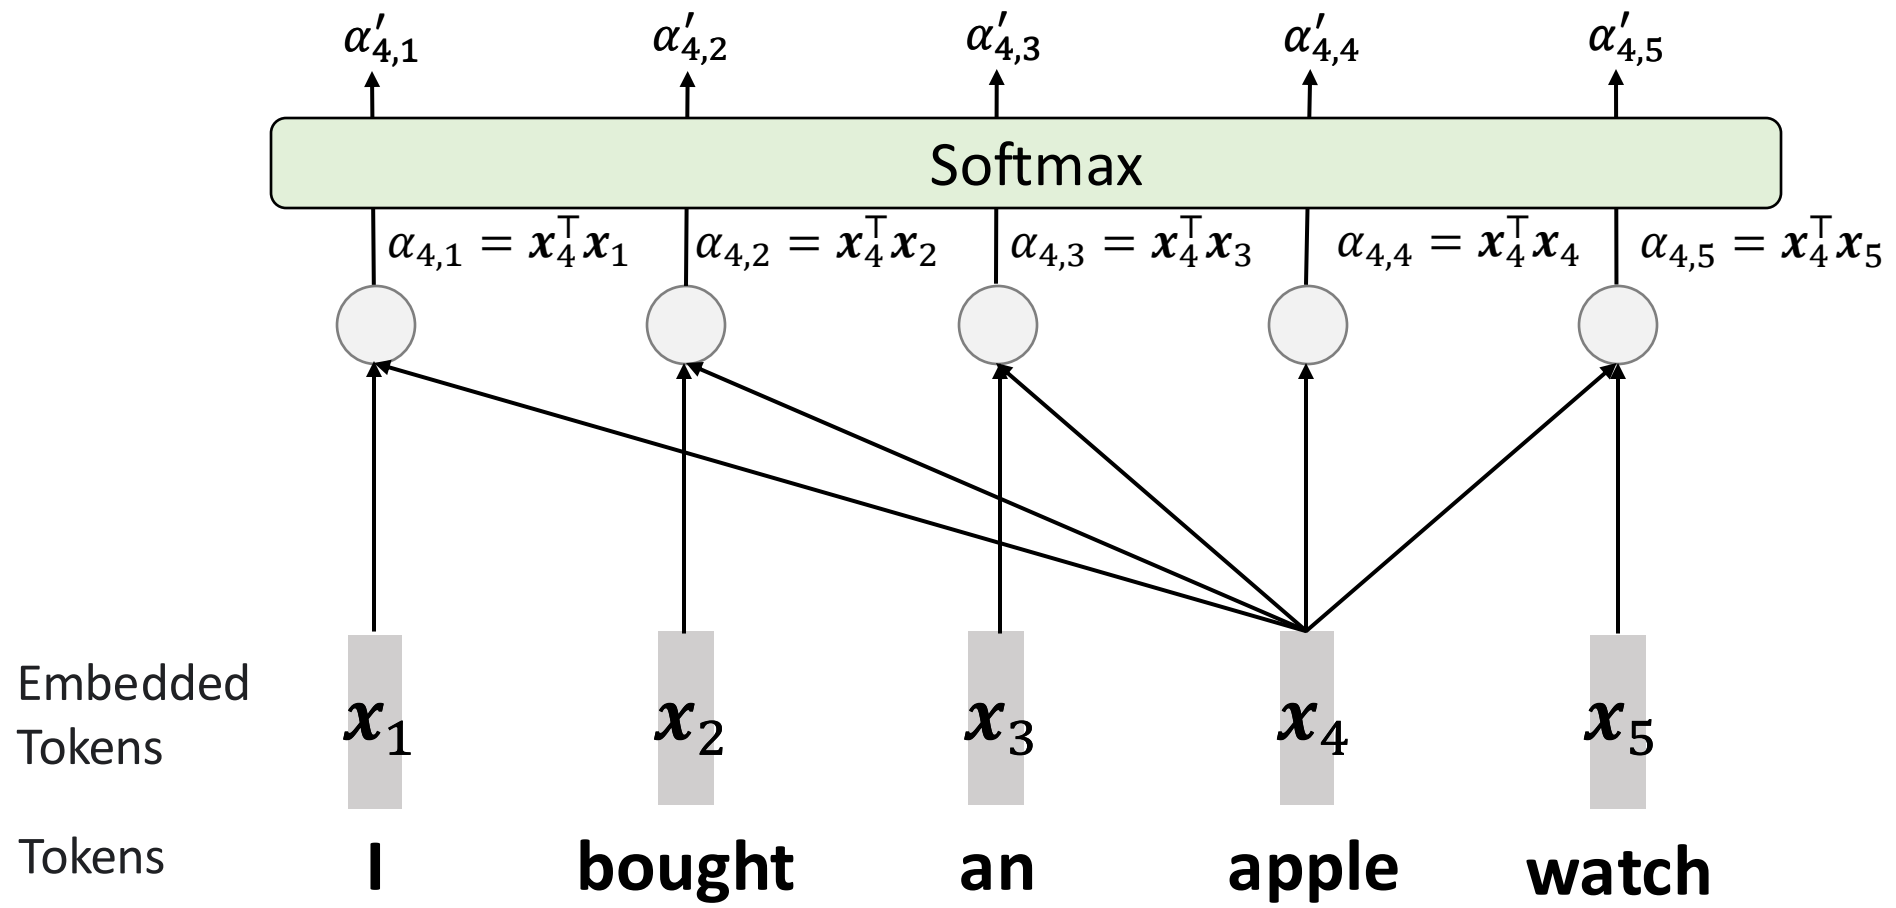 α′4,1 α′4,2 α′4,3 α′4,4 α′4,5
Softmax
α4,1 = x4⊤x1 α4,2 = x4⊤x2 α4,3 = x4⊤x3 α4,4 = x4⊤x4 α4,5 = x4⊤x5
Embedded
Tokens
x1 x2 x3 x4 x5
Tokens I bought an apple watch